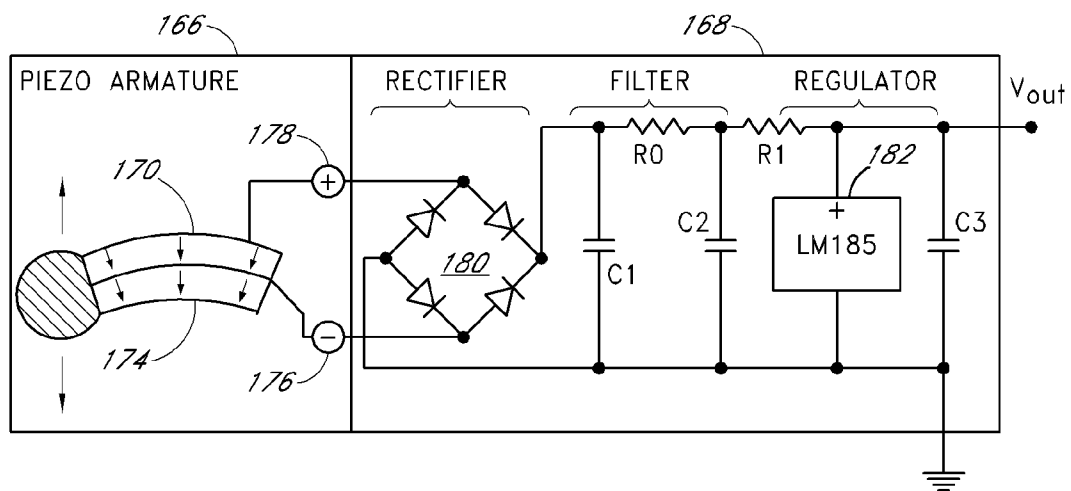 166
168
PIEZO ARMATURE
RECTIFIER
FILTER
REGULATOR
Vout
178
170
+
R0
R1
182
+
LM185
180
C1
C2
C3
174
−
176